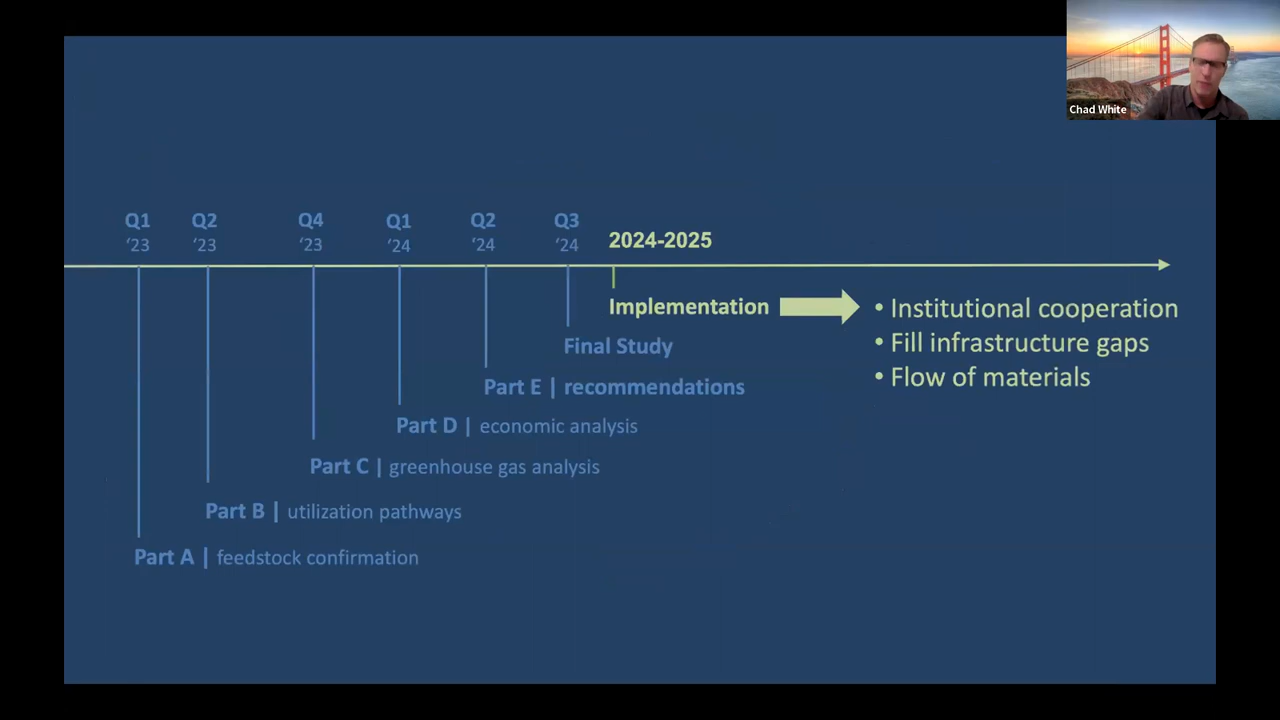 Chad White
Q1 Q2 Q4 Q1 Q2 Q3
‘23 ‘23 ‘23 ‘24 ‘24 ‘24
2024-2025
Implementation
• Institutional cooperation
• Fill infrastructure gaps
• Flow of materials
Final Study
Part E | recommendations
Part D | economic analysis
Part C | greenhouse gas analysis
Part B | utilization pathways
Part A | feedstock confirmation